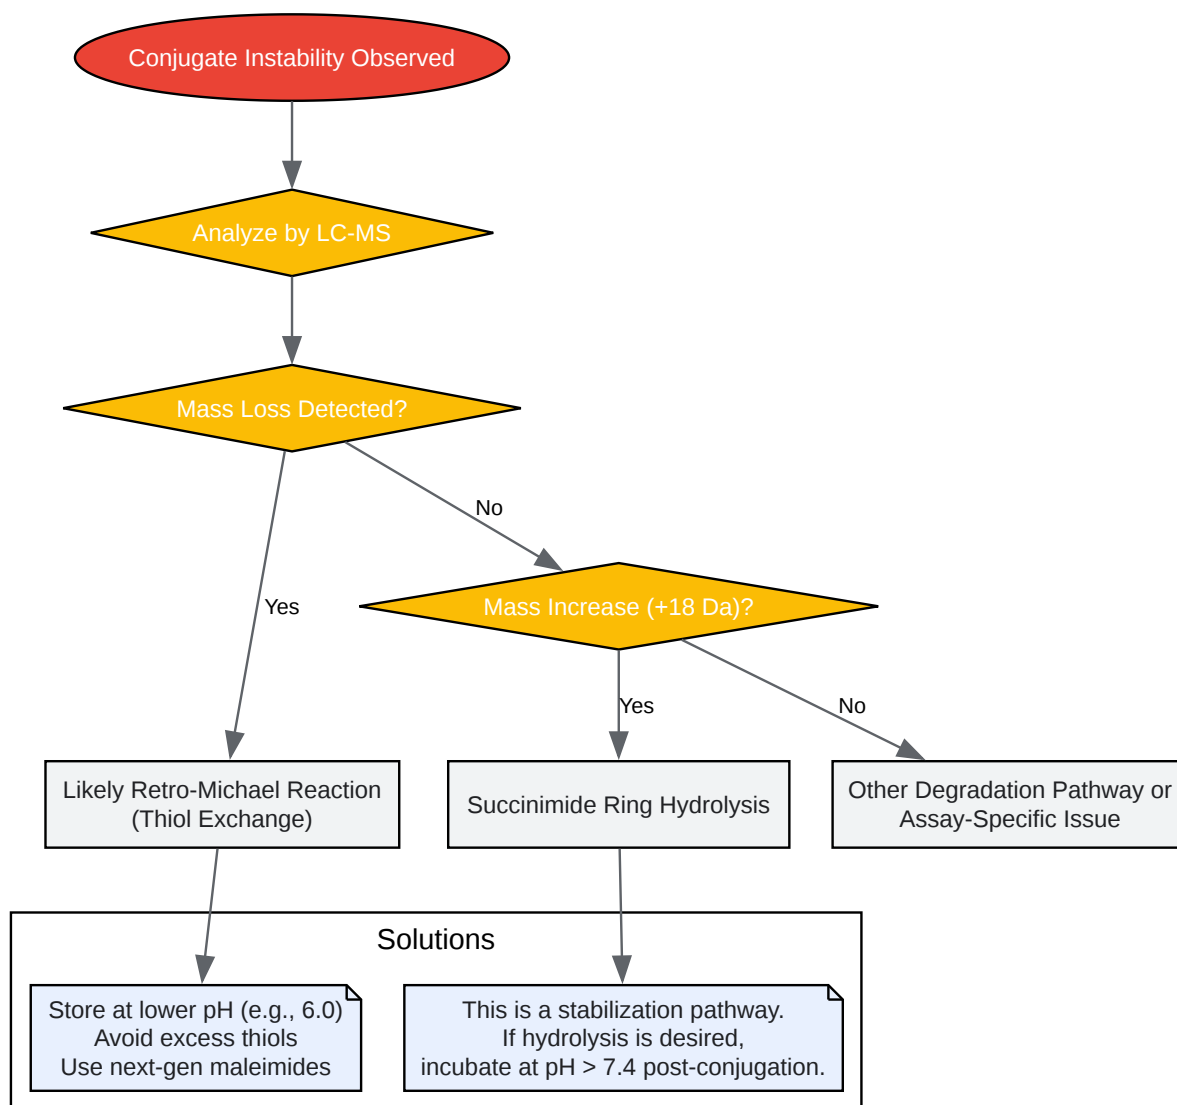 Conjugate Instability Observed
Analyze by LC-MS
Mass Loss Detected?
No
Yes
Mass Increase (+18 Da)?
Yes
No
Likely Retro-Michael Reaction
(Thiol Exchange)
Succinimide Ring Hydrolysis
Other Degradation Pathway or
Assay-Specific Issue
Solutions
Store at lower pH (e.g., 6.0)
Avoid excess thiols
Use next-gen maleimides
This is a stabilization pathway.
If hydrolysis is desired,
incubate at pH > 7.4 post-conjugation.